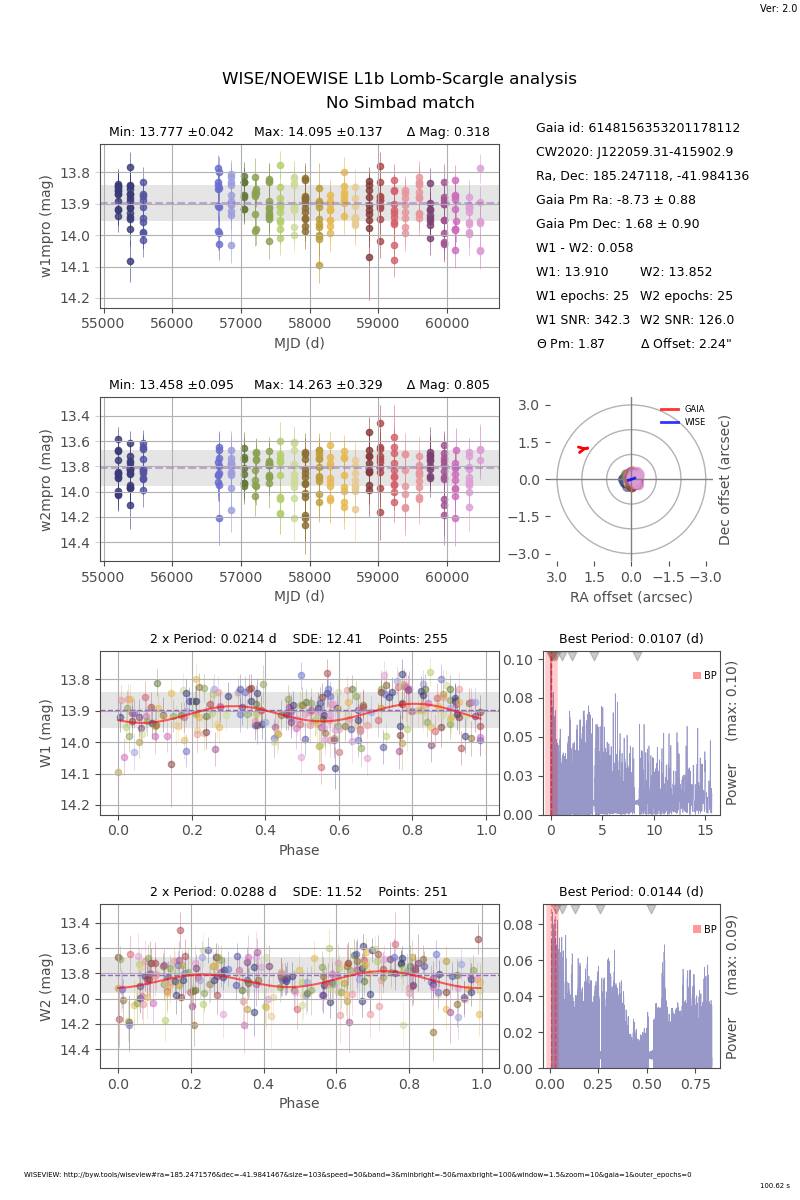 Ver: 2.0
WISE/NOEWISE L1b Lomb-Scargle analysis
No Simbad match
Min: 13.777 ±0.042 Max: 14.095 ±0.137 Δ Mag: 0.318
13.8
13.9
14.0
14.1
14.2
w1mpro (mag)
55000 56000 57000 58000 59000 60000
MJD (d)
Gaia id: 6148156353201178112
CW2020: J122059.31-415902.9
Ra, Dec: 185.247118, -41.984136
Gaia Pm Ra: -8.73 ± 0.88
Gaia Pm Dec: 1.68 ± 0.90
W1 - W2: 0.058
W1: 13.910 W2: 13.852
W1 epochs: 25 W2 epochs: 25
W1 SNR: 342.3 W2 SNR: 126.0
Θ Pm: 1.87 Δ Offset: 2.24"
Min: 13.458 ±0.095 Max: 14.263 ±0.329 Δ Mag: 0.805
13.4
13.6
13.8
14.0
14.2
14.4
w2mpro (mag)
55000 56000 57000 58000 59000 60000
MJD (d)
GAIA
WISE
3.0
1.5
0.0
−1.5
−3.0
Dec offset (arcsec)
3.0 1.5 0.0 −1.5 −3.0
RA offset (arcsec)
2 x Period: 0.0214 d SDE: 12.41 Points: 255
13.8
13.9
14.0
14.1
14.2
W1 (mag)
0.0 0.2 0.4 0.6 0.8 1.0
Phase
Best Period: 0.0107 (d)
BP
0.10
0.08
0.05
0.03
0.00
Power (max: 0.10)
0 5 10 15
2 x Period: 0.0288 d SDE: 11.52 Points: 251
13.4
13.6
13.8
14.0
14.2
14.4
W2 (mag)
0.0 0.2 0.4 0.6 0.8 1.0
Phase
Best Period: 0.0144 (d)
BP
0.08
0.06
0.04
0.02
0.00
Power (max: 0.09)
0.00 0.25 0.50 0.75
WISEVIEW: http://byw.tools/wiseview#ra=185.2471576&dec=-41.9841467&size=103&speed=50&band=3&minbright=-50&maxbright=100&window=1.5&zoom=10&gaia=1&outer_epochs=0
100.62 s